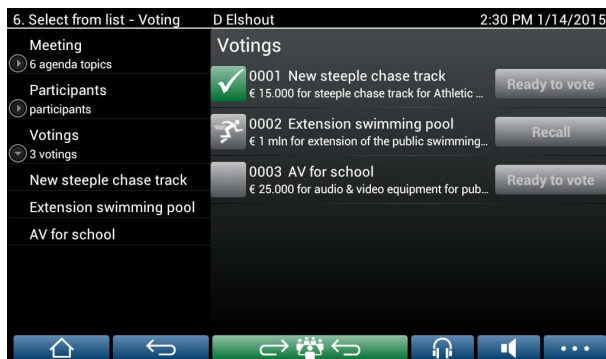 6. Select from list - Voting D Elshout 2:30 PM 1/14/2015
Meeting
6 agenda topics
Participants
participants
Votings
3 votings
New steeple chase track
Extension swimming pool
AV for school
Votings
0001 New steeple chase track
€ 15.000 for steeple chase track for Athletic ...
Ready to vote
0002 Extension swimming pool
€ 1 mln for extension of the public swimming...
Recall
0003 AV for school
€ 25.000 for audio & video equipment for pub...
Ready to vote